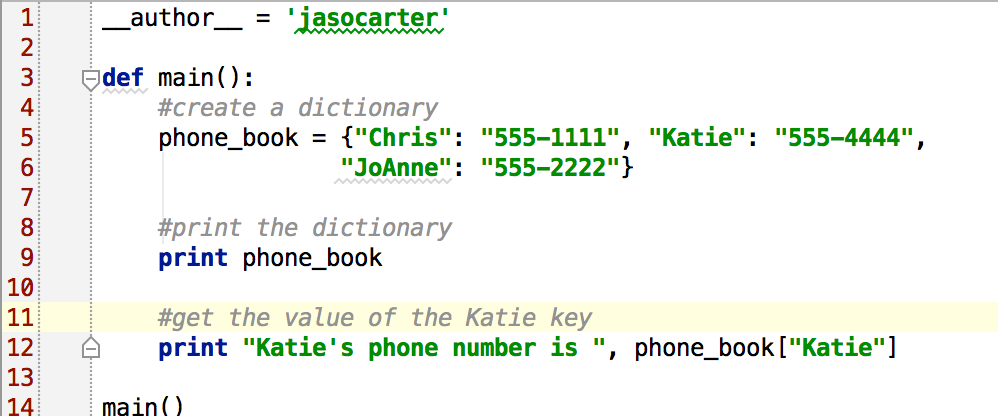 1 __author__ = 'jasocarter'
2
3 def main():
4 #create a dictionary
5 phone_book = {"Chris": "555-1111", "Katie": "555-4444",
6 "JoAnne": "555-2222"}
7
8 #print the dictionary
9 print phone_book
10
11 #get the value of the Katie key
12 print "Katie's phone number is ", phone_book["Katie"]
13
14 main()